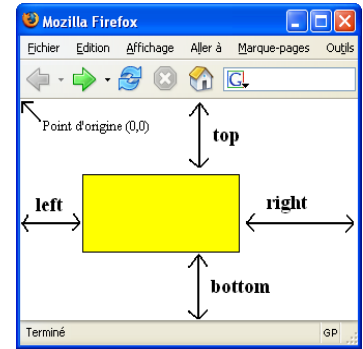 Mozilla Firefox
Fichier Edition Affichage Aller à Marque-pages Outils
G
Point d'origine (0,0)
top
left
right
bottom
Terminé GP